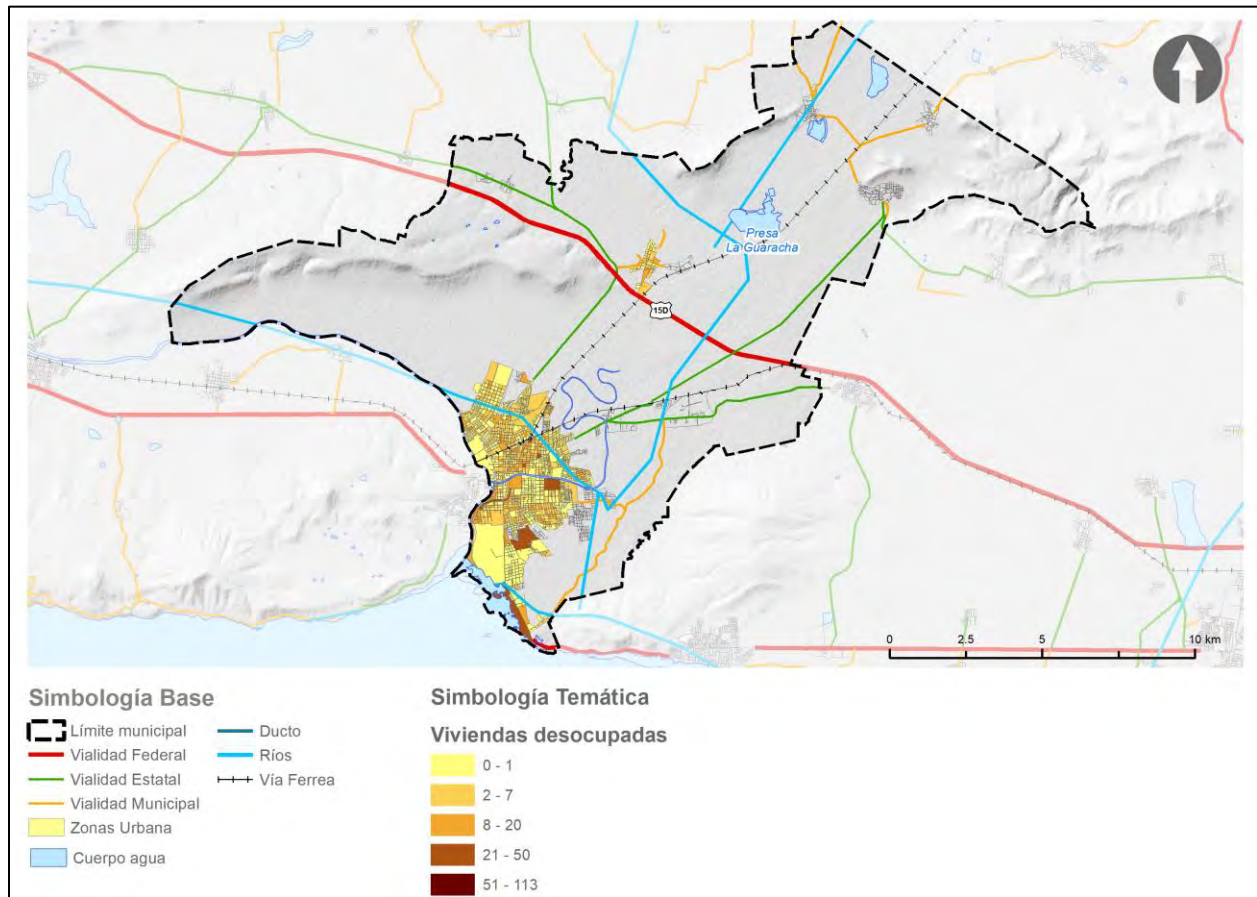 Presa
La Guaracha
15D
0 2.5 5 10 km
Simbología Base
Límite municipal
Vialidad Federal
Vialidad Estatal
Vialidad Municipal
Zonas Urbana
Cuerpo agua
Ducto
Ríos
Vía Ferrea
Simbología Temática
Viviendas desocupadas
0 - 1
2 - 7
8 - 20
21 - 50
51 - 113